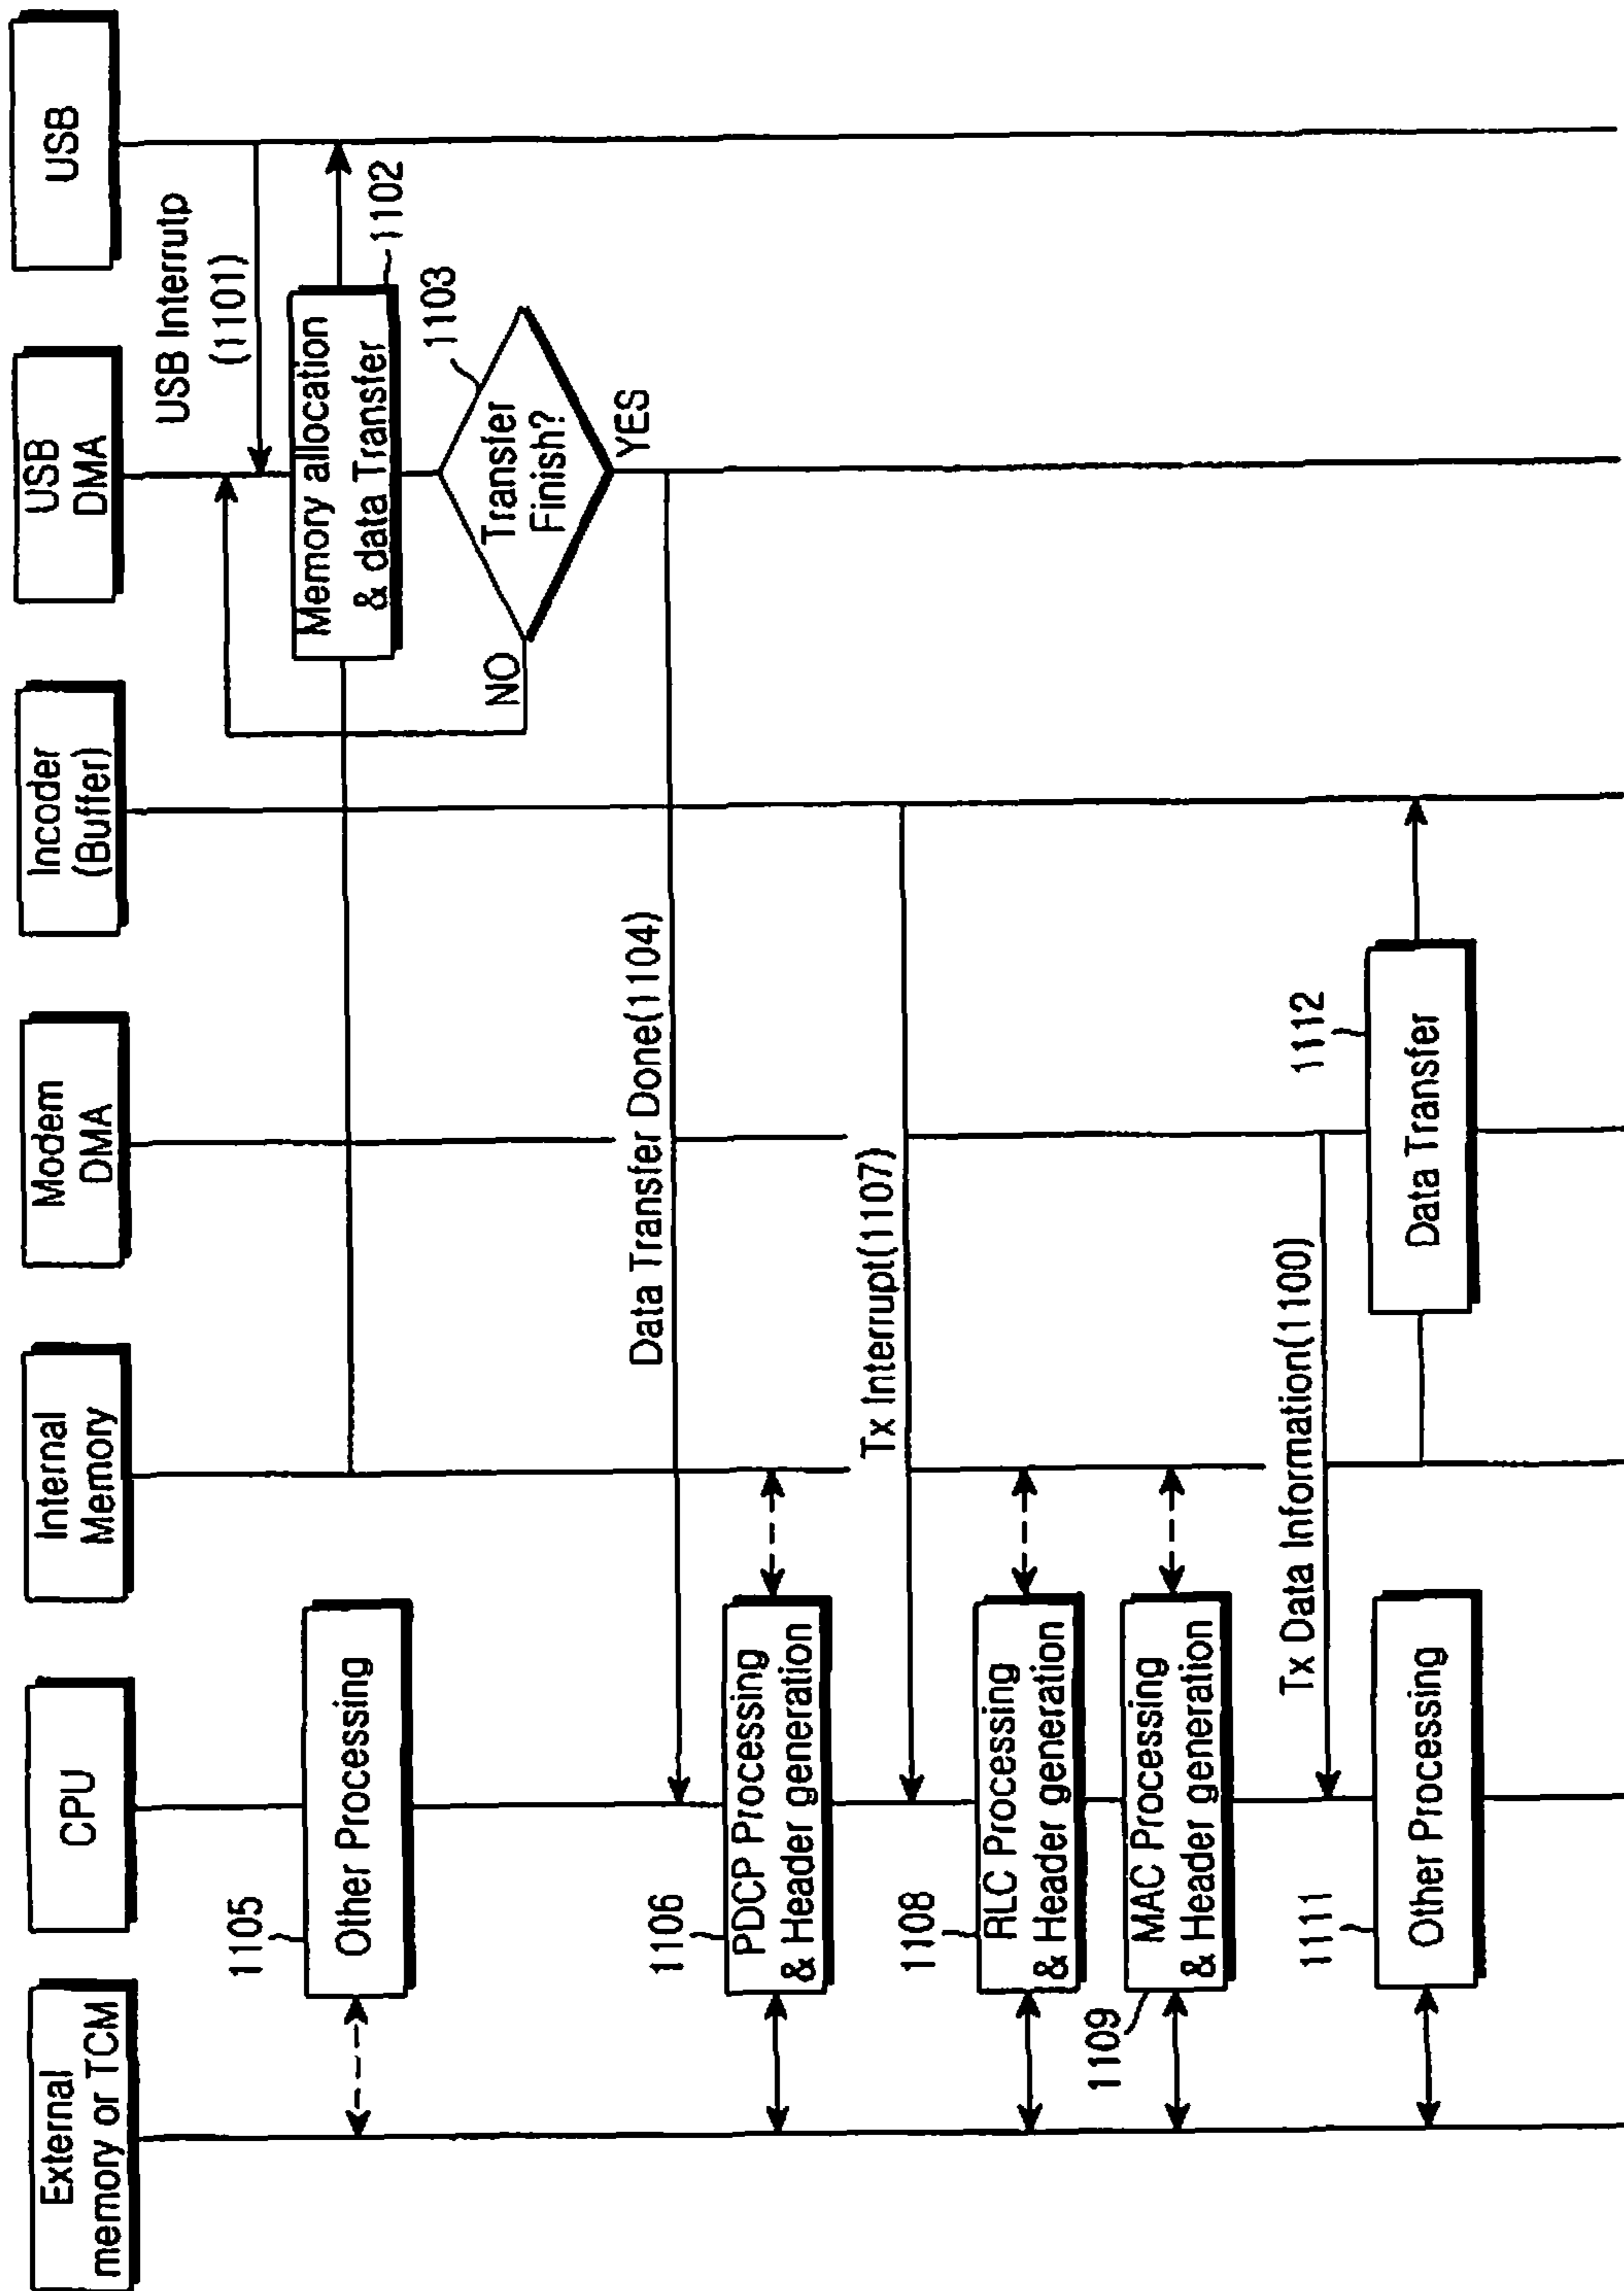 External
memory or TCM
CPU
Internal
Memory
Modem
DMA
Incoder
(Buffer)
USB
DMA
USB
USB Interrutp
(1101)
1105
Other Processing
Memory allocation
& data Transfer
1102
1103
Transfer
Finish?
NO
YES
Data Transfer Done(1104)
1106
PDCP Processing
& Header generation
Tx Interrupt(1107)
1108
RLC Processing
& Header generation
1109
MAC Processing
& Header generation
Tx Data Information(1100)
1111
Other Processing
1112
Data Transfer